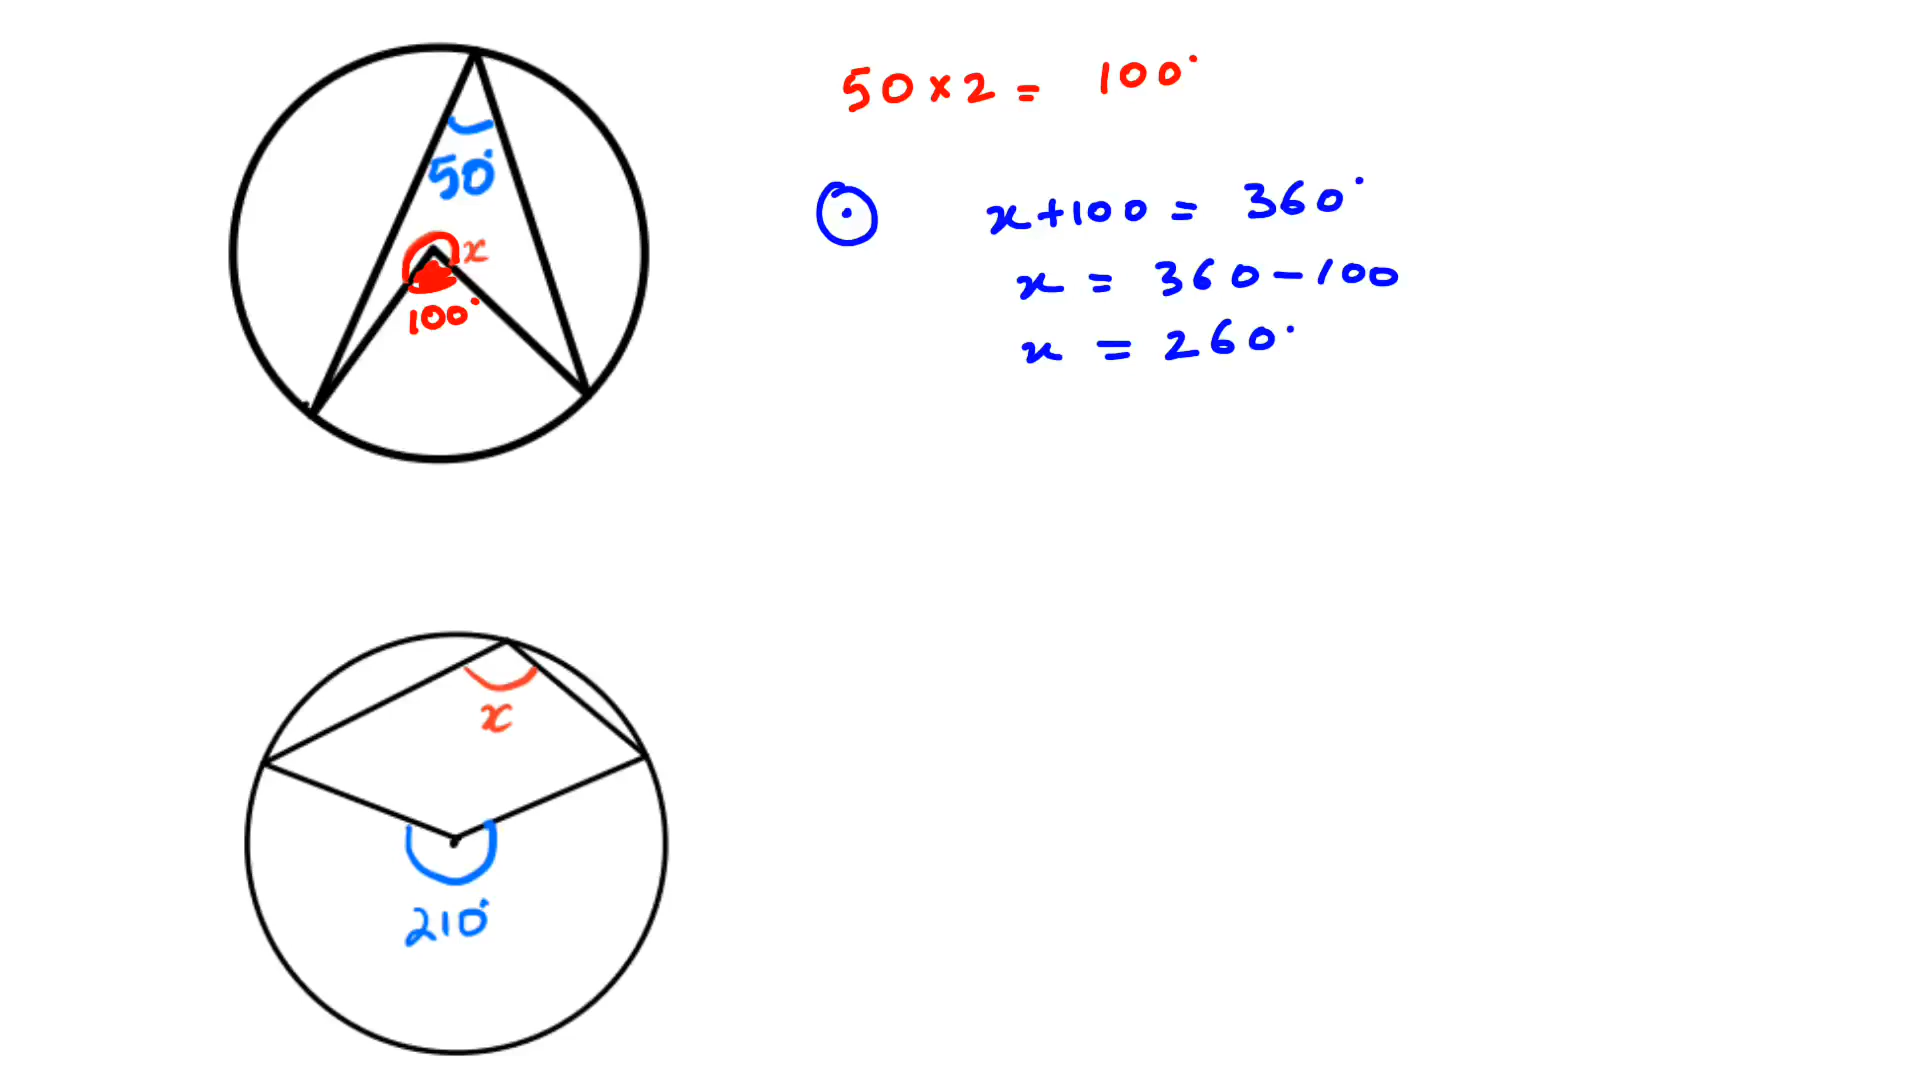 50×2 = 100°
50°
x+100 = 360°
x
x = 360-100
100°
x = 260°
x
210°